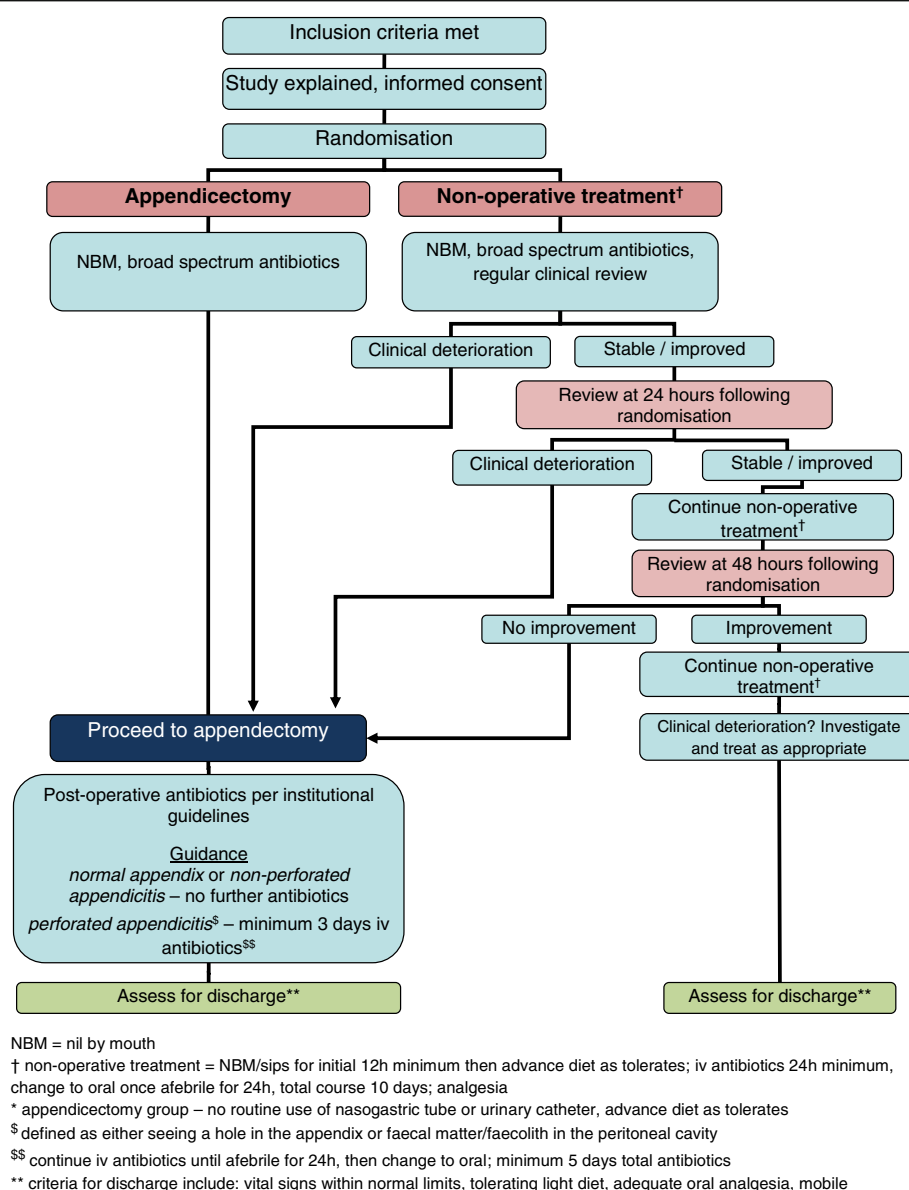 Inclusion criteria met
Study explained, informed consent
Randomisation
Appendicectomy
Non-operative treatment†
NBM, broad spectrum antibiotics
NBM, broad spectrum antibiotics,
regular clinical review
Clinical deterioration
Stable / improved
Review at 24 hours following
randomisation
Clinical deterioration
Stable / improved
Continue non-operative
treatment†
Review at 48 hours following
randomisation
No improvement
Improvement
Continue non-operative
treatment†
Proceed to appendectomy
Clinical deterioration? Investigate
and treat as appropriate
Post-operative antibiotics per institutional
guidelines
Guidance
normal appendix or non-perforated
appendicitis – no further antibiotics
perforated appendicitis$ – minimum 3 days iv
antibiotics$$
Assess for discharge**
Assess for discharge**
NBM = nil by mouth
† non-operative treatment = NBM/sips for initial 12h minimum then advance diet as tolerates; iv antibiotics 24h minimum,
change to oral once afebrile for 24h, total course 10 days; analgesia
* appendicectomy group – no routine use of nasogastric tube or urinary catheter, advance diet as tolerates
$ defined as either seeing a hole in the appendix or faecal matter/faecolith in the peritoneal cavity
$$ continue iv antibiotics until afebrile for 24h, then change to oral; minimum 5 days total antibiotics
** criteria for discharge include: vital signs within normal limits, tolerating light diet, adequate oral analgesia, mobile